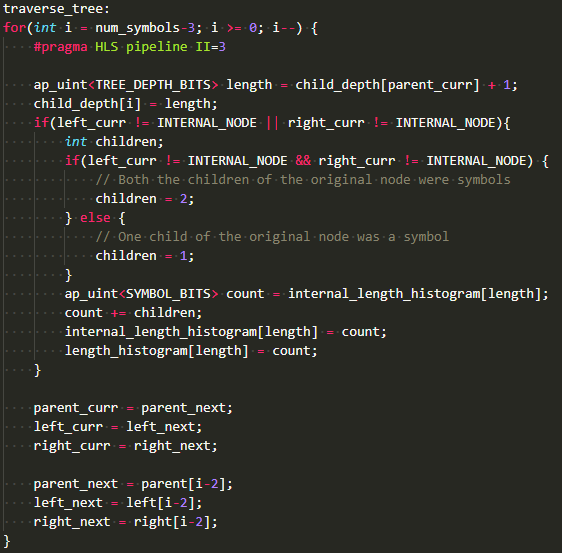 traverse_tree:
for(int i = num_symbols-3; i >= 0; i--) {
    #pragma HLS pipeline II=3

    ap_uint<TREE_DEPTH_BITS> length = child_depth[parent_curr] + 1;
    child_depth[i] = length;
    if(left_curr != INTERNAL_NODE || right_curr != INTERNAL_NODE){
        int children;
        if(left_curr != INTERNAL_NODE && right_curr != INTERNAL_NODE) {
            // Both the children of the original node were symbols
            children = 2;
        } else {
            // One child of the original node was a symbol
            children = 1;
        }
        ap_uint<SYMBOL_BITS> count = internal_length_histogram[length];
        count += children;
        internal_length_histogram[length] = count;
        length_histogram[length] = count;
    }

    parent_curr = parent_next;
    left_curr = left_next;
    right_curr = right_next;

    parent_next = parent[i-2];
    left_next = left[i-2];
    right_next = right[i-2];
}